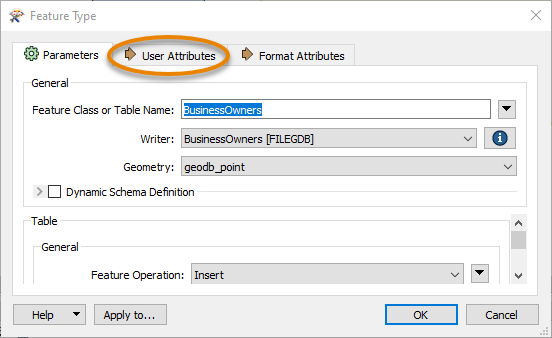 Feature Type
Parameters User Attributes Format Attributes
General
Feature Class or Table Name: BusinessOwners
Writer: BusinessOwners [FILEGDB]
Geometry: geodb_point
Dynamic Schema Definition
Table
General
Feature Operation: Insert
Help Apply to... OK Cancel